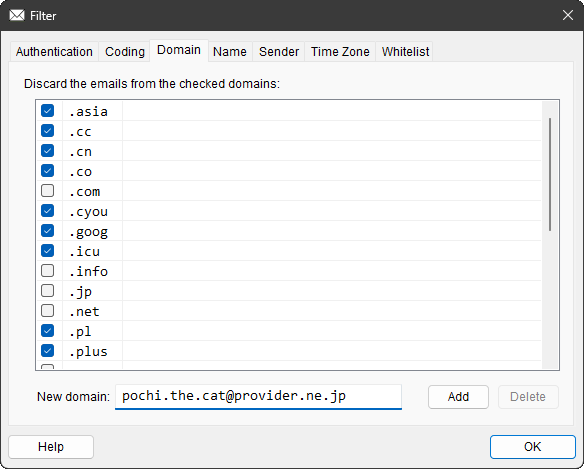 Filter
Authentication Coding Domain Name Sender Time Zone Whitelist
Discard the emails from the checked domains:
.asia
.cc
.cn
.co
.com
.cyou
.goog
.icu
.info
.jp
.net
.pl
.plus
New domain: pochi.the.cat@provider.ne.jp Add Delete
Help OK